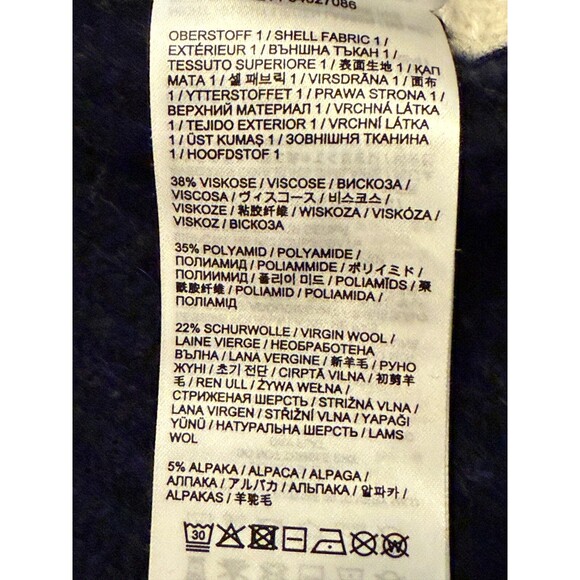 OBERSTOFF 1 / SHELL FABRIC 1 /
EXTÉRIEUR 1 / ВЪНШНА ТЪКАН 1 /
TESSUTO SUPERIORE 1 / 表面生地 1 / ҚАП
МАТА 1 / 쉘 패브릭 1 / VIRSDRĀNA 1 / 面布
1 / YTTERSTOFFET 1 / PRAWA STRONA 1 /
ВЕРХНИЙ МАТЕРИАЛ 1 / VRCHNÁ LÁTKA
1 / TEJIDO EXTERIOR 1 / VRCHNÍ LÁTKA
1 / ÜST KUMAŞ 1 / ЗОВНІШНЯ ТКАНИНА
1 / HOOFDSTOF 1
38% VISKOSE / VISCOSE / ВИСКОЗА /
VISCOSA / ヴィスコース / 비스코스 /
VISKOZE / 粘胶纤维 / WISKOZA / VISKÓZA /
VISKOZ / ВІСКОЗА
35% POLYAMID / POLYAMIDE /
ПОЛИАМИД / POLIAMMIDE / ポリイミド /
ПОЛИИМИД / 폴리이 미드 / POLIAMĪDS / 聚
酰胺纤维 / POLIAMID / POLIAMIDA /
ПОЛІАМІД
22% SCHURWOLLE / VIRGIN WOOL /
LAINE VIERGE / НЕОБРАБОТЕНА
ВЪЛНА / LANA VERGINE / 新羊毛 / РУНО
ЖҮНІ / 초기 전단 / CIRPTĀ VILNA / 初剪羊
毛 / REN ULL / ŻYWA WEŁNA /
СТРИЖЕНАЯ ШЕРСТЬ / STRIŽNÁ VLNA /
LANA VIRGEN / STŘIŽNÍ VLNA / YAPAĞI
YÜNÜ / НАТУРАЛЬНА ШЕРСТЬ / LAMS
WOL
5% ALPAKA / ALPACA / ALPAGA /
АЛПАКА / アルパカ / АЛЬПАКА / 알파카 /
ALPAKAS / 羊驼毛
30